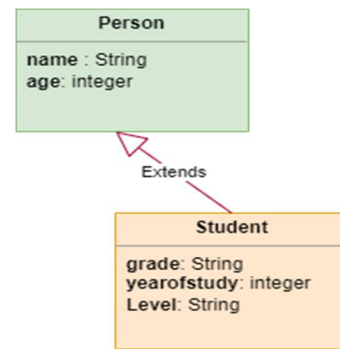 Person
name : String
age: integer
Extends
Student
grade: String
yearofstudy: integer
Level: String